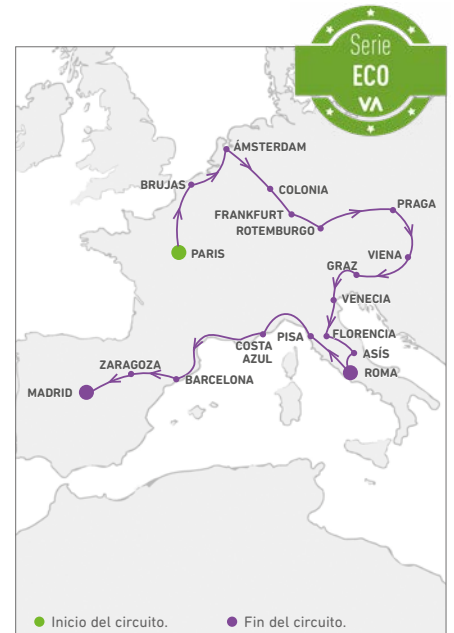 Serie
ECO
VA
ÁMSTERDAM
BRUJAS
COLONIA
PRAGA
FRANKFURT
ROTEMBURGO
PARIS
VIENA
GRAZ
VENECIA
FLORENCIA
PISA
COSTA
AZUL
ASÍS
ZARAGOZA
ROMA
BARCELONA
MADRID
Inicio del circuito.
Fin del circuito.